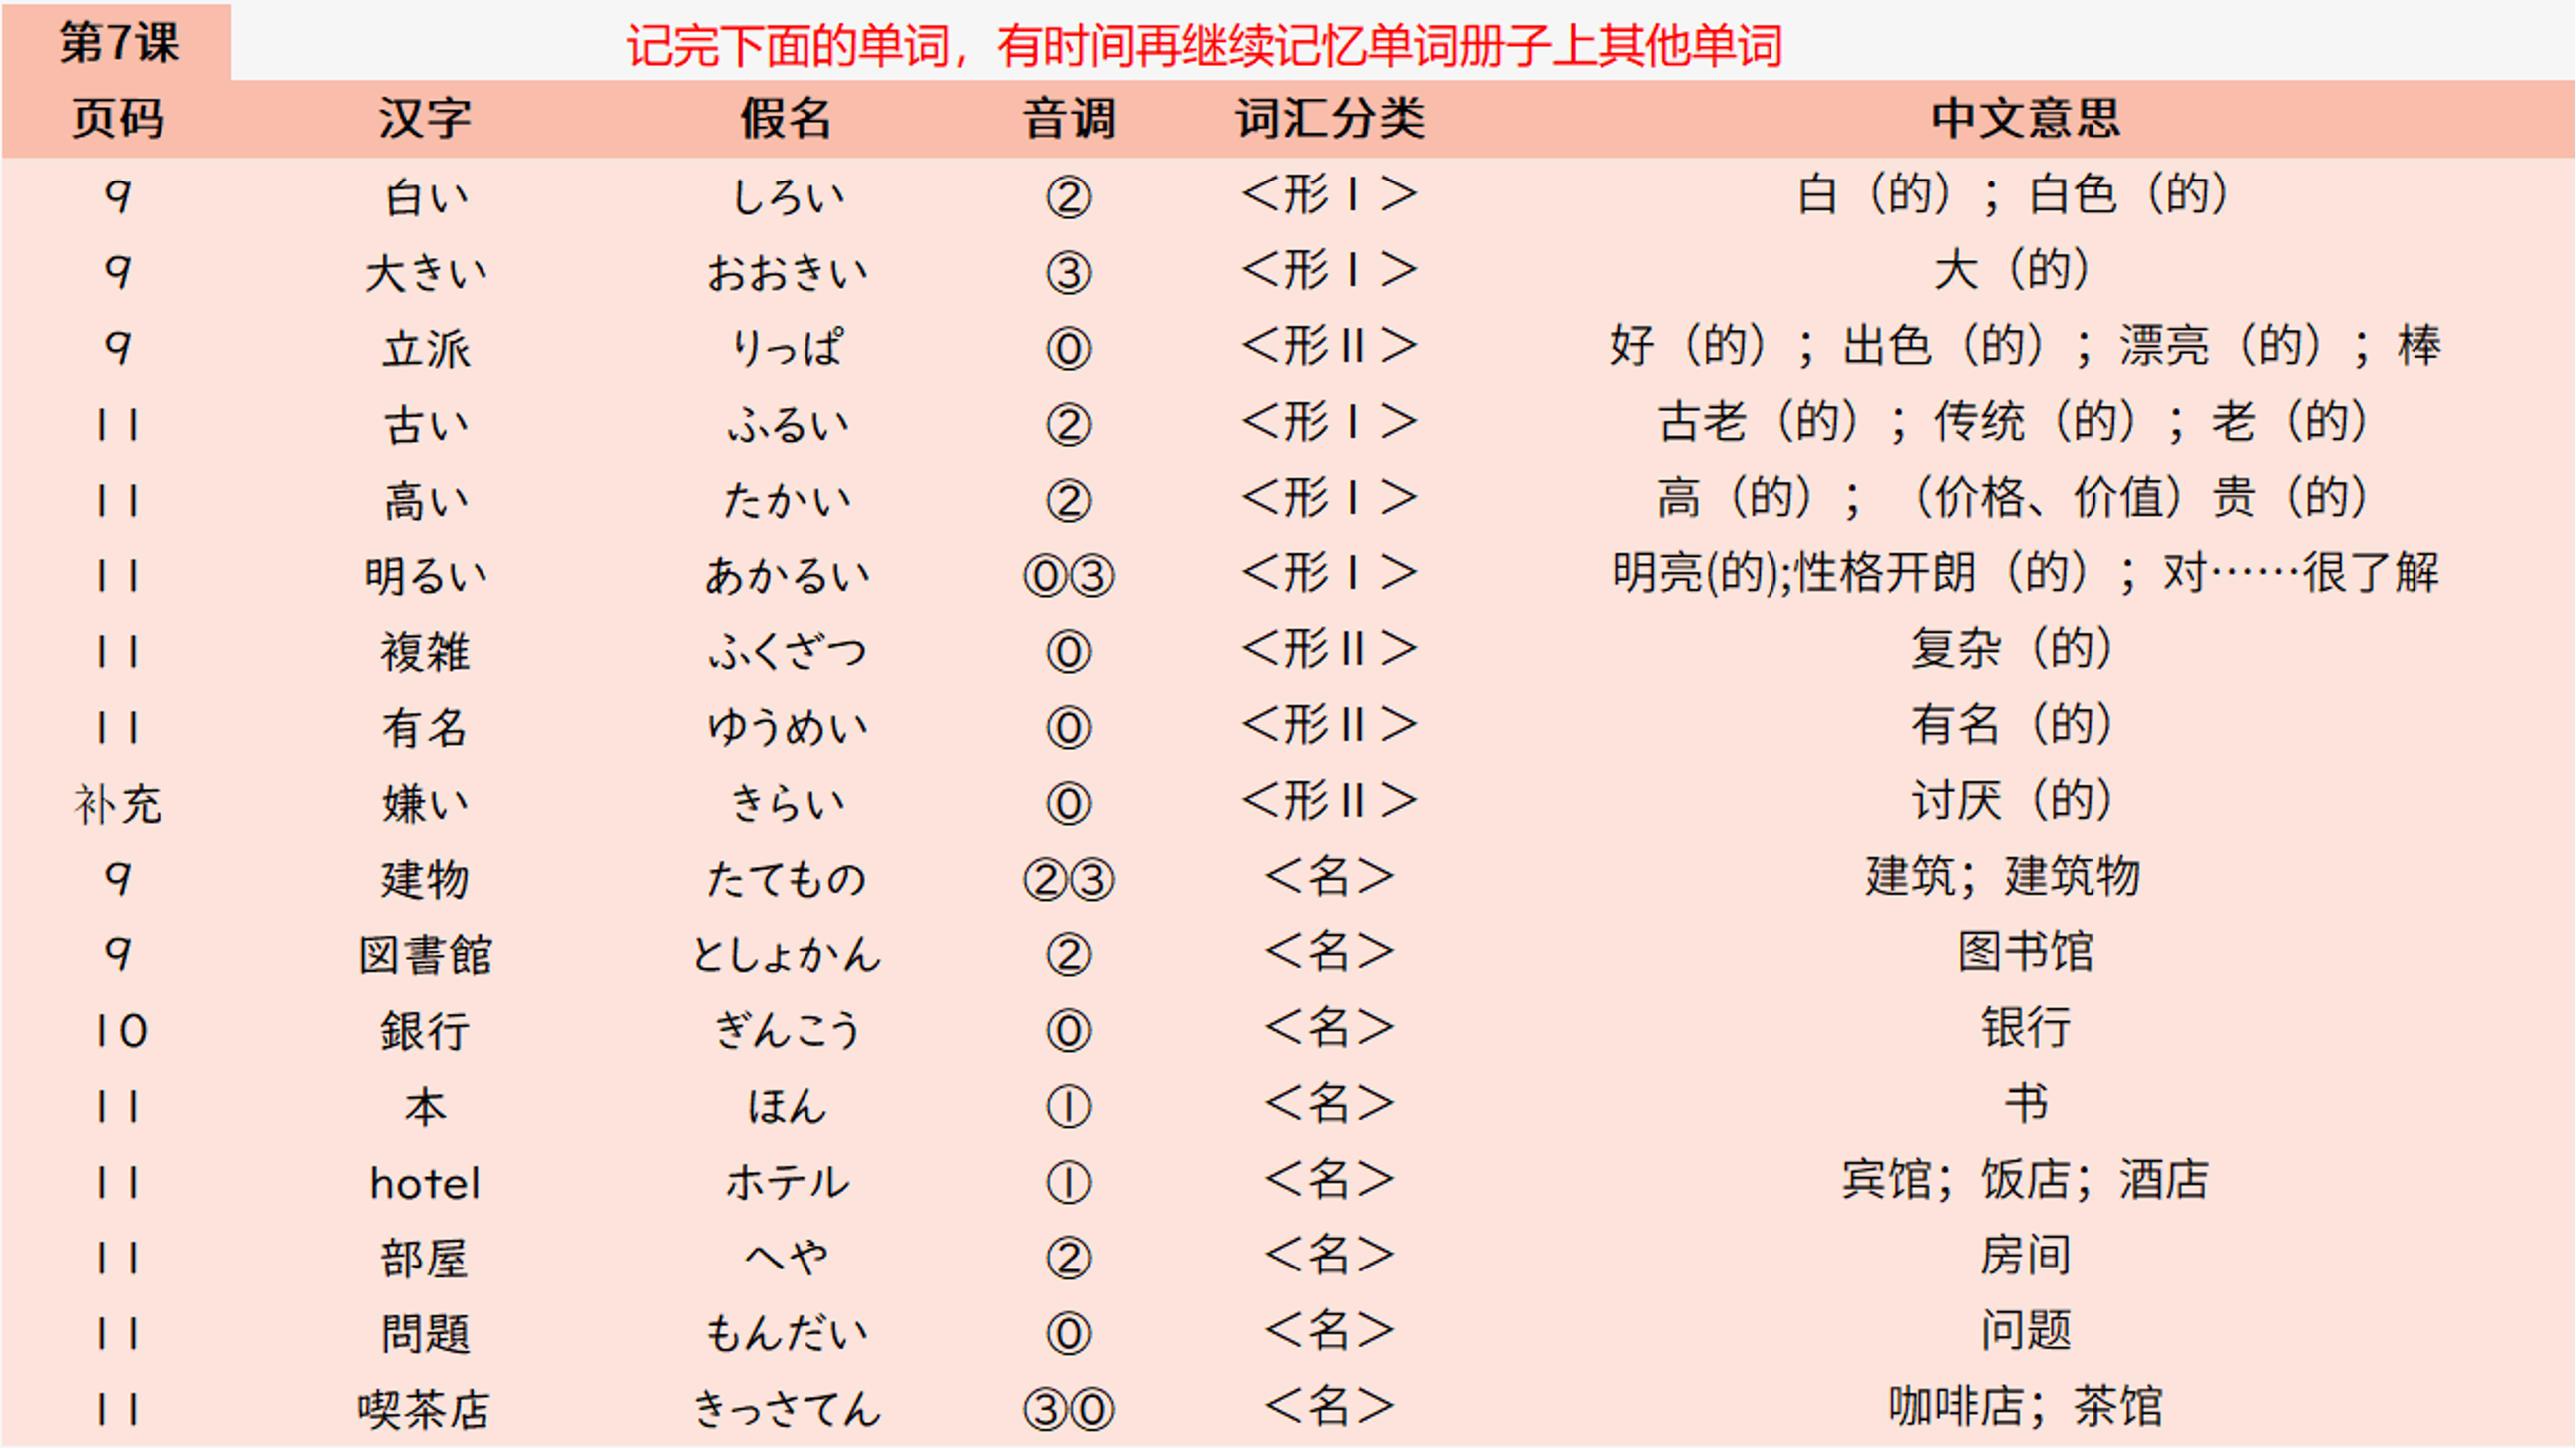 第7课 记完下面的单词，有时间再继续记忆单词册子上其他单词
页码 汉字 假名 音调 词汇分类 中文意思
9 白い しろい ② ＜形Ⅰ＞ 白（的）；白色（的）
9 大きい おおきい ③ ＜形Ⅰ＞ 大（的）
9 立派 りっぱ ⓪ ＜形Ⅱ＞ 好（的）；出色（的）；漂亮（的）；棒
11 古い ふるい ② ＜形Ⅰ＞ 古老（的）；传统（的）；老（的）
11 高い たかい ② ＜形Ⅰ＞ 高（的）；（价格、价值）贵（的）
11 明るい あかるい ⓪③ ＜形Ⅰ＞ 明亮(的);性格开朗（的）；对……很了解
11 複雑 ふくざつ ⓪ ＜形Ⅱ＞ 复杂（的）
11 有名 ゆうめい ⓪ ＜形Ⅱ＞ 有名（的）
补充 嫌い きらい ⓪ ＜形Ⅱ＞ 讨厌（的）
9 建物 たてもの ②③ ＜名＞ 建筑；建筑物
9 図書館 としょかん ② ＜名＞ 图书馆
10 銀行 ぎんこう ⓪ ＜名＞ 银行
11 本 ほん ① ＜名＞ 书
11 hotel ホテル ① ＜名＞ 宾馆；饭店；酒店
11 部屋 へや ② ＜名＞ 房间
11 問題 もんだい ⓪ ＜名＞ 问题
11 喫茶店 きっさてん ③⓪ ＜名＞ 咖啡店；茶馆